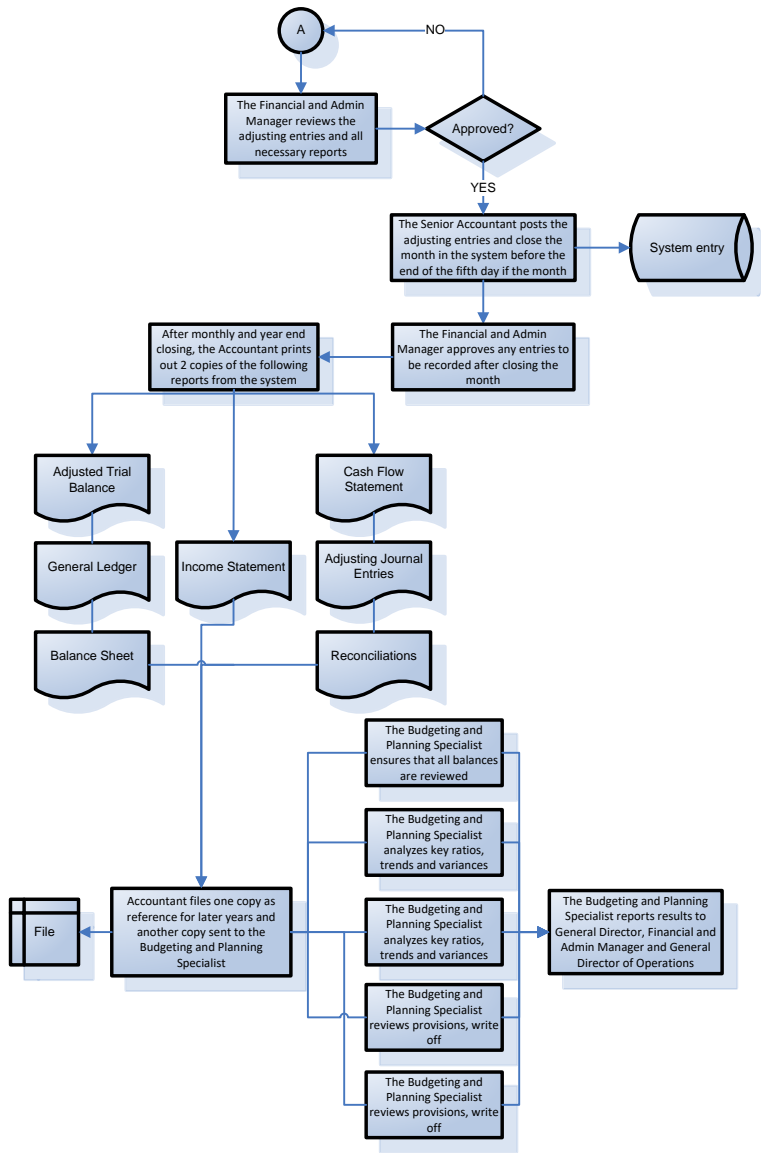 A
NO
The Financial and Admin
Manager reviews the
adjusting entries and all
necessary reports
Approved?
YES
The Senior Accountant posts the
adjusting entries and close the
month in the system before the
end of the fifth day if the month
System entry
After monthly and year end
closing, the Accountant prints
out 2 copies of the following
reports from the system
The Financial and Admin
Manager approves any entries to
be recorded after closing the
month
Adjusted Trial
Balance
Cash Flow
Statement
General Ledger
Income Statement
Adjusting Journal
Entries
Balance Sheet
Reconciliations
The Budgeting and
Planning Specialist
ensures that all balances
are reviewed
The Budgeting and
Planning Specialist
analyzes key ratios,
trends and variances
File
Accountant files one copy as
reference for later years and
another copy sent to the
Budgeting and Planning
Specialist
The Budgeting and
Planning Specialist
analyzes key ratios,
trends and variances
The Budgeting and Planning
Specialist reports results to
General Director, Financial and
Admin Manager and General
Director of Operations
The Budgeting and
Planning Specialist
reviews provisions, write
off
The Budgeting and
Planning Specialist
reviews provisions, write
off